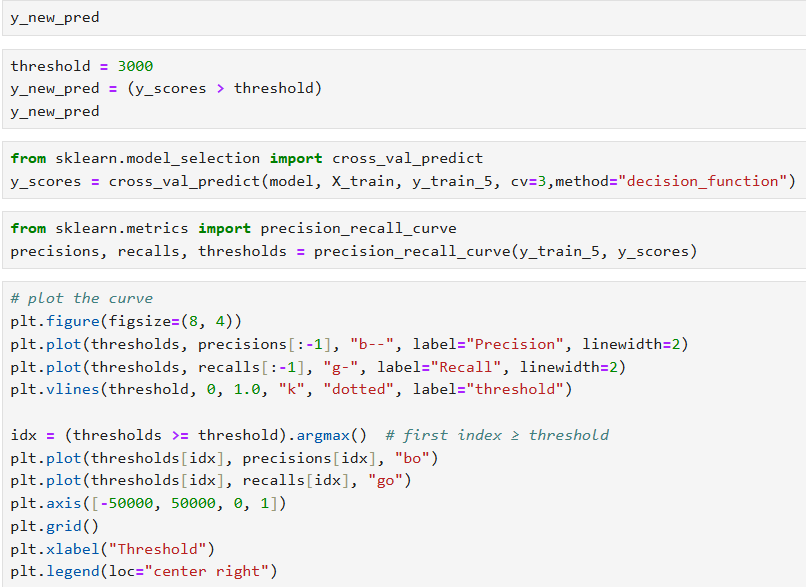 y_new_pred
threshold = 3000
y_new_pred = (y_scores > threshold)
y_new_pred
from sklearn.model_selection import cross_val_predict
y_scores = cross_val_predict(model, X_train, y_train_5, cv=3,method="decision_function")
from sklearn.metrics import precision_recall_curve
precisions, recalls, thresholds = precision_recall_curve(y_train_5, y_scores)
# plot the curve
plt.figure(figsize=(8, 4))
plt.plot(thresholds, precisions[:-1], "b--", label="Precision", linewidth=2)
plt.plot(thresholds, recalls[:-1], "g-", label="Recall", linewidth=2)
plt.vlines(threshold, 0, 1.0, "k", "dotted", label="threshold")
idx = (thresholds >= threshold).argmax()  # first index ≥ threshold
plt.plot(thresholds[idx], precisions[idx], "bo")
plt.plot(thresholds[idx], recalls[idx], "go")
plt.axis([-50000, 50000, 0, 1])
plt.grid()
plt.xlabel("Threshold")
plt.legend(loc="center right")